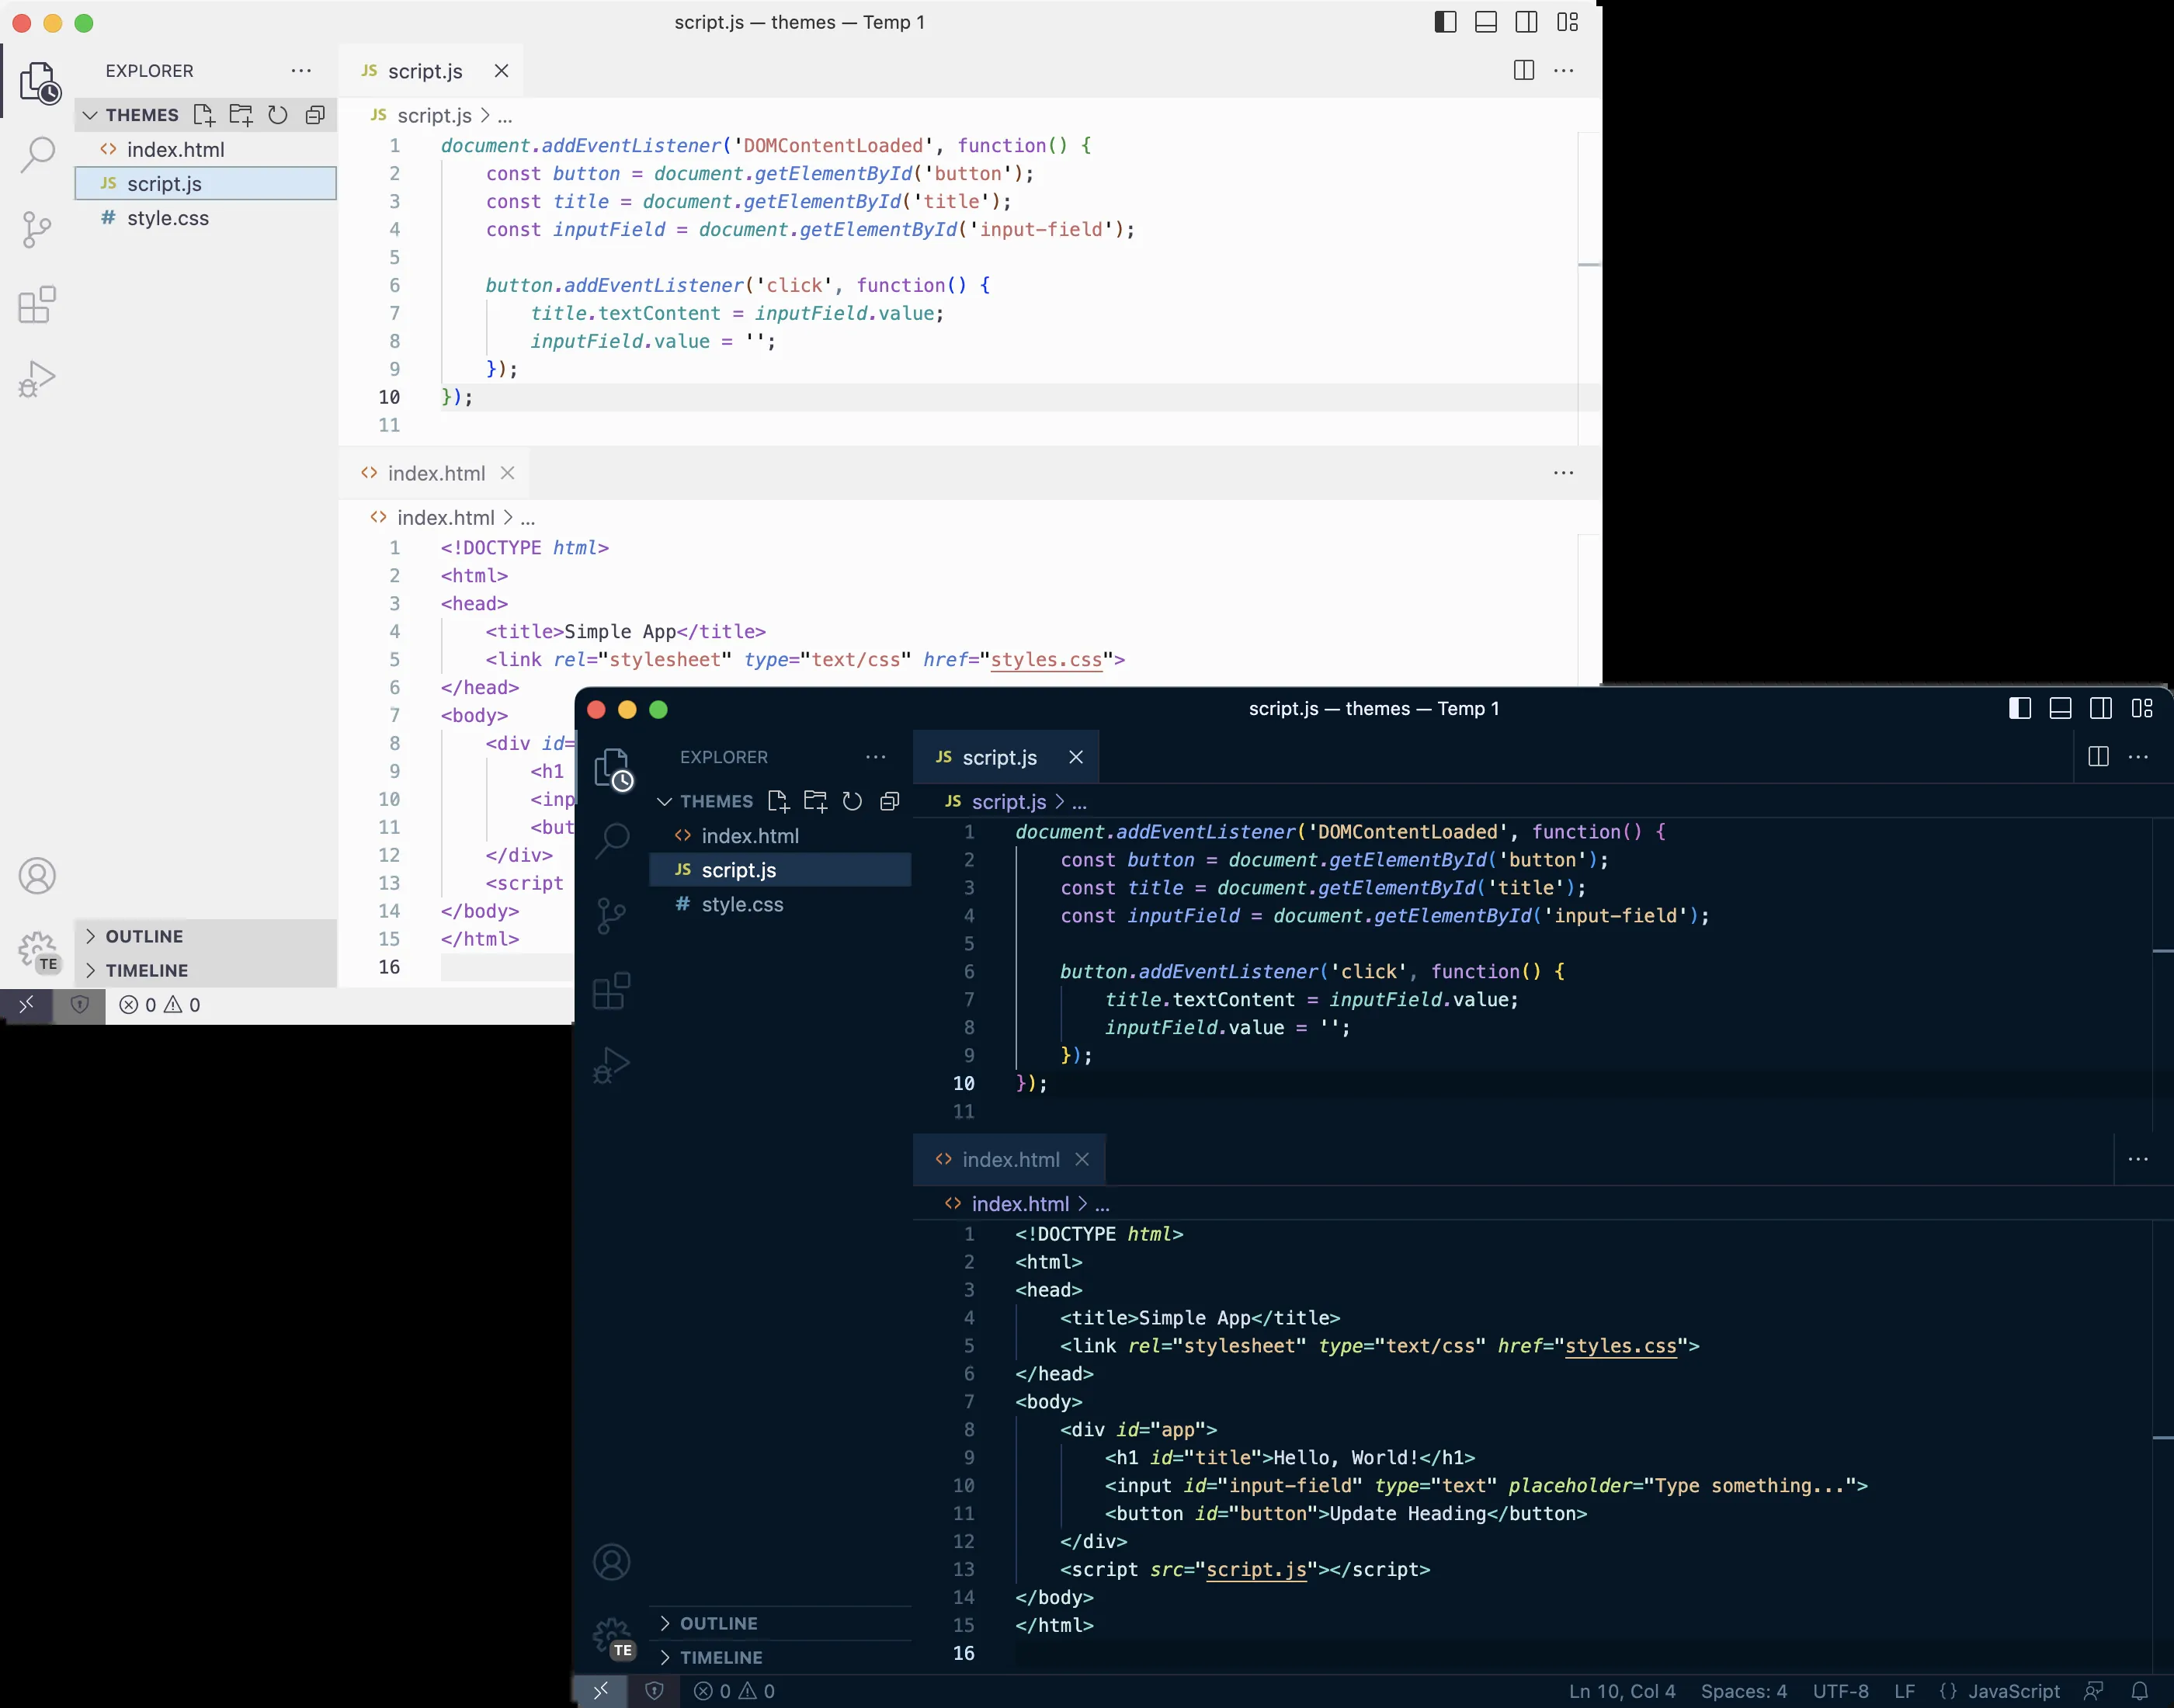 script.js — themes — Temp 1
EXPLORER
JS script.js
THEMES
JS script.js > ...
index.html
JS script.js
# style.css
1 document.addEventListener('DOMContentLoaded', function() {
2 const button = document.getElementById('button');
3 const title = document.getElementById('title');
4 const inputField = document.getElementById('input-field');
5
6 button.addEventListener('click', function() {
7 title.textContent = inputField.value;
8 inputField.value = '';
9 });
10 });
11
index.html
index.html > ...
1 <!DOCTYPE html>
2 <html>
3 <head>
4 <title>Simple App</title>
5 <link rel="stylesheet" type="text/css" href="styles.css">
6 </head>
7 <body>
8 <div id=
9 <h1
10 <inp
11 <but
12 </div>
13 <script
14 </body>
15 </html>
16
OUTLINE
TE
TIMELINE
0 0
script.js — themes — Temp 1
EXPLORER
JS script.js
THEMES
JS script.js > ...
index.html
JS script.js
# style.css
1 document.addEventListener('DOMContentLoaded', function() {
2 const button = document.getElementById('button');
3 const title = document.getElementById('title');
4 const inputField = document.getElementById('input-field');
5
6 button.addEventListener('click', function() {
7 title.textContent = inputField.value;
8 inputField.value = '';
9 });
10 });
11
index.html
index.html > ...
1 <!DOCTYPE html>
2 <html>
3 <head>
4 <title>Simple App</title>
5 <link rel="stylesheet" type="text/css" href="styles.css">
6 </head>
7 <body>
8 <div id="app">
9 <h1 id="title">Hello, World!</h1>
10 <input id="input-field" type="text" placeholder="Type something...">
11 <button id="button">Update Heading</button>
12 </div>
13 <script src="script.js"></script>
14 </body>
15 </html>
16
OUTLINE
TE
TIMELINE
0 0
Ln 10, Col 4 Spaces: 4 UTF-8 LF {} JavaScript